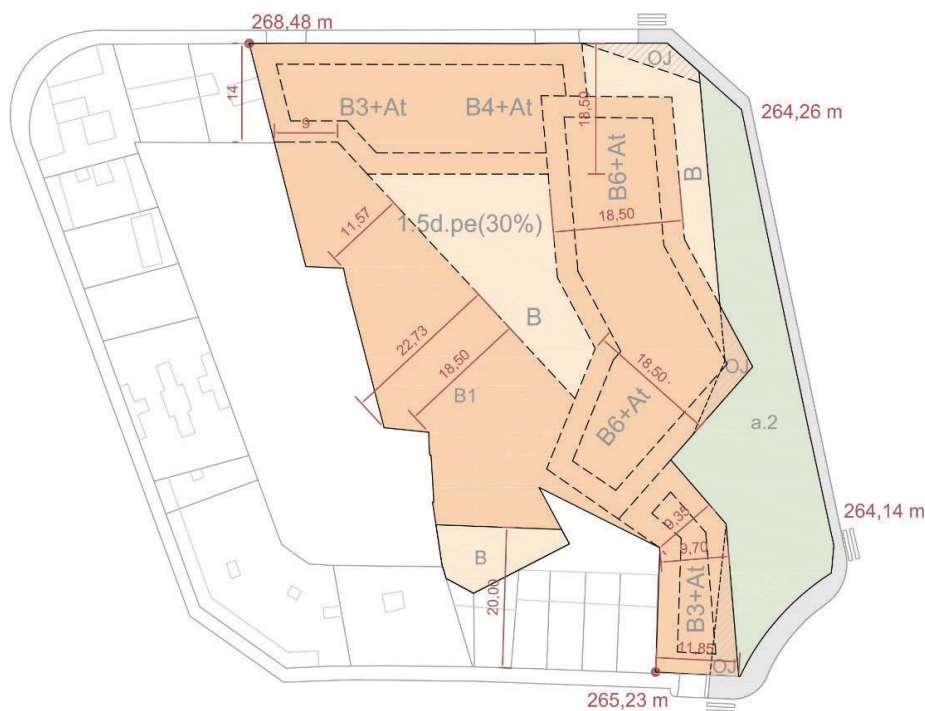 268,48 m
OJ
14
B3+At
B4+At
18,50
264,26 m
9
B6+At
B
1.5d.pe(30%)
18,50
11,57
B
22,73
18,50
B1
18,50
OJ
B6+At
a.2
9,35
264,14 m
9,70
B
20,00
B3+At
11,85
OJ
265,23 m